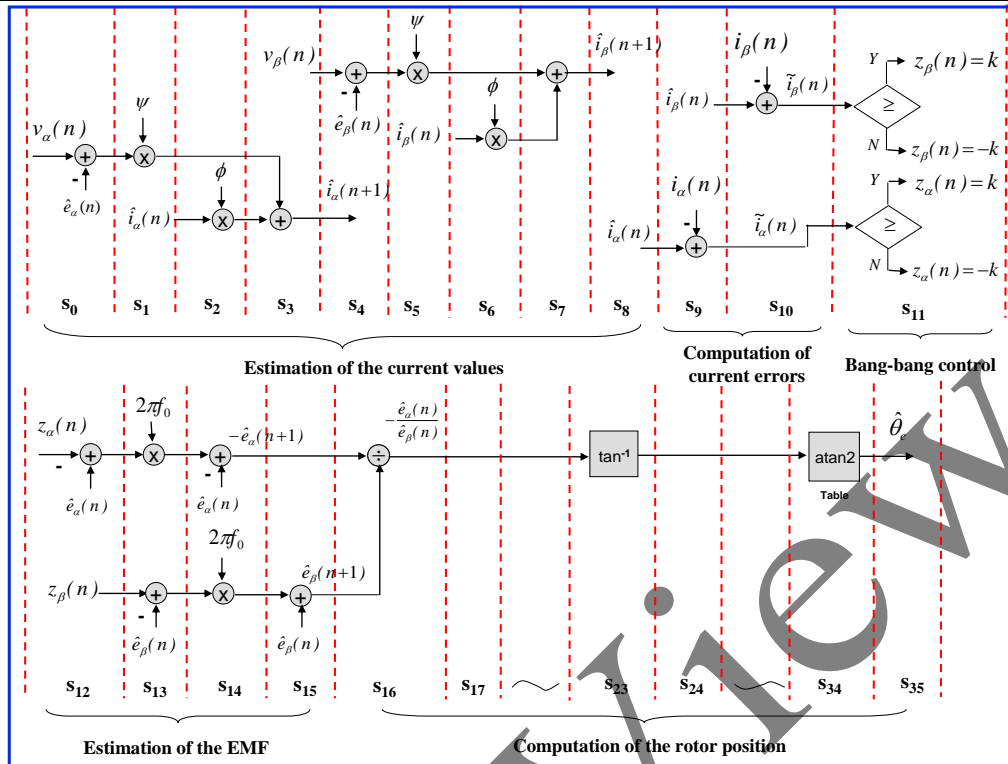 ψ
v_β(n)
î_β(n+1)
+
x
+
-
ê_β(n)
ϕ
î_β(n)
x
ψ
v_α(n)
+
x
-
ê_α(n)
ϕ
î_α(n)
x
+
î_α(n+1)
i_β(n)
-
ĩ_β(n)
î_β(n)
+
Y
z_β(n)=k
≥
N
z_β(n)=-k
i_α(n)
-
ĩ_α(n)
î_α(n)
+
Y
z_α(n)=k
≥
N
z_α(n)=-k
s0 s1 s2 s3 s4 s5 s6 s7 s8 s9 s10 s11
Estimation of the current values
Computation of
current errors
Bang-bang control
2πf0
z_α(n)
-
+
x
-
+
-ê_α(n+1)
ê_α(n)
ê_α(n)
÷
-ê_α(n)/ê_β(n)
tan-1
atan2
Table
θ̂_e
2πf0
z_β(n)
+
x
+
ê_β(n+1)
-
ê_β(n)
ê_β(n)
s12 s13 s14 s15 s16 s17 s23 s24 s34 s35
Estimation of the EMF
Computation of the rotor position
view